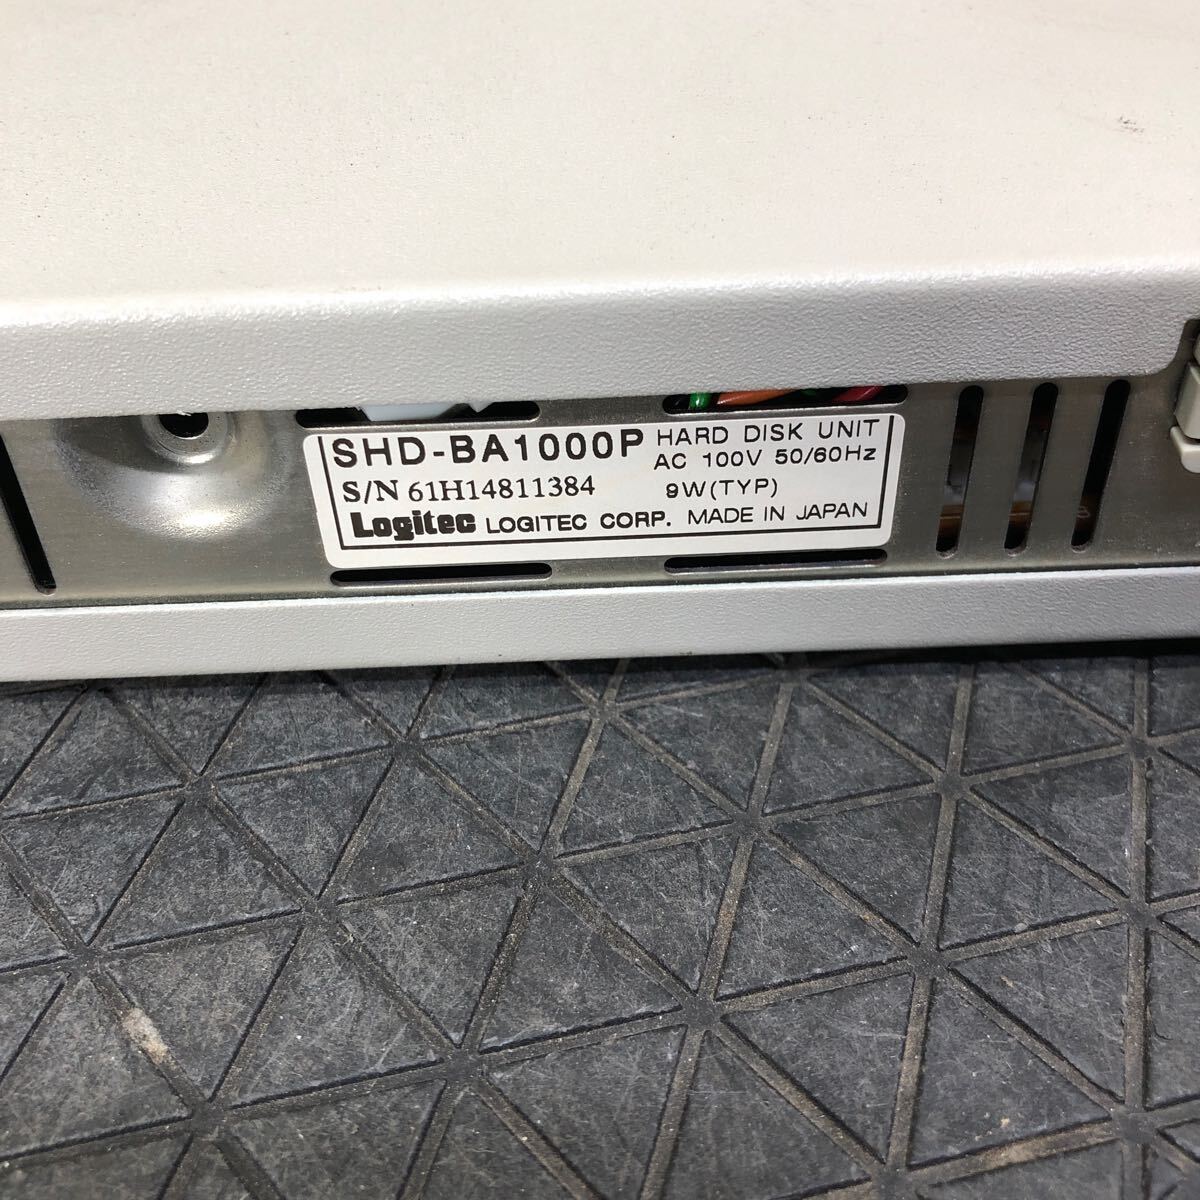 SHD-BA1000P HARD DISK UNIT
AC 100V 50/60Hz
S/N 61H14811384 9W(TYP)
Logitec LOGITEC CORP. MADE IN JAPAN